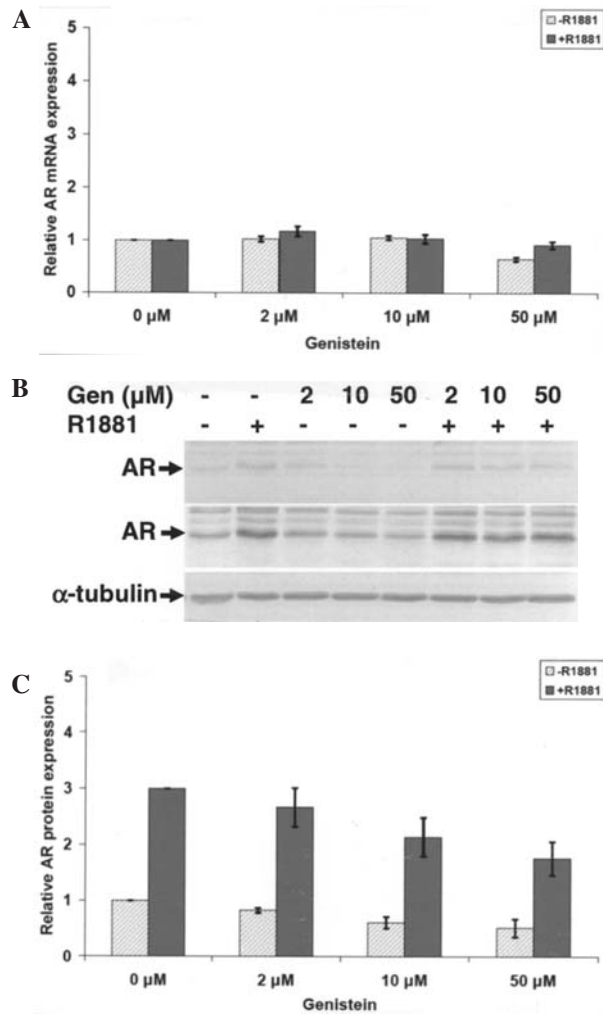 A
-R1881
+R1881
Relative AR mRNA expression
5
4
3
2
1
0
0 µM 2 µM 10 µM 50 µM
Genistein
B
Gen (µM) - - 2 10 50 2 10 50
R1881 - + - - - + + +
AR
AR
α-tubulin
C
-R1881
+R1881
Relative AR protein expression
5
4
3
2
1
0
0 µM 2 µM 10 µM 50 µM
Genistein